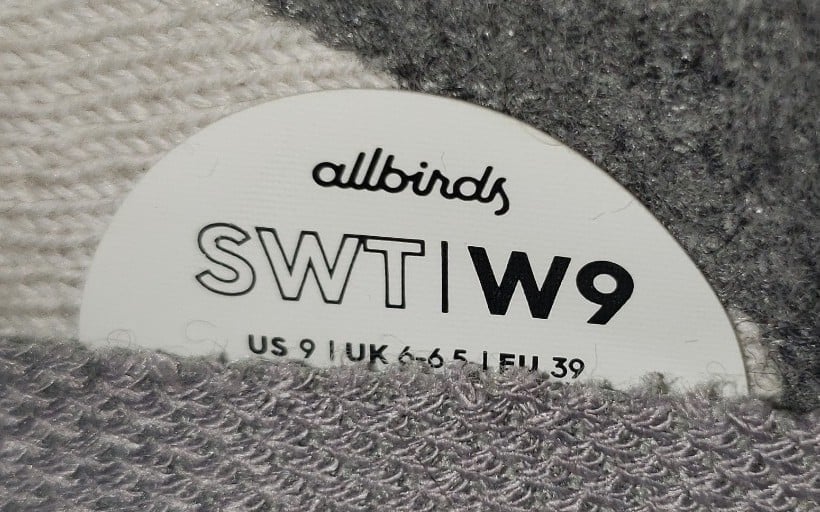 allbirds
SWT|W9
US 9 | UK 6-6.5 | EU 39